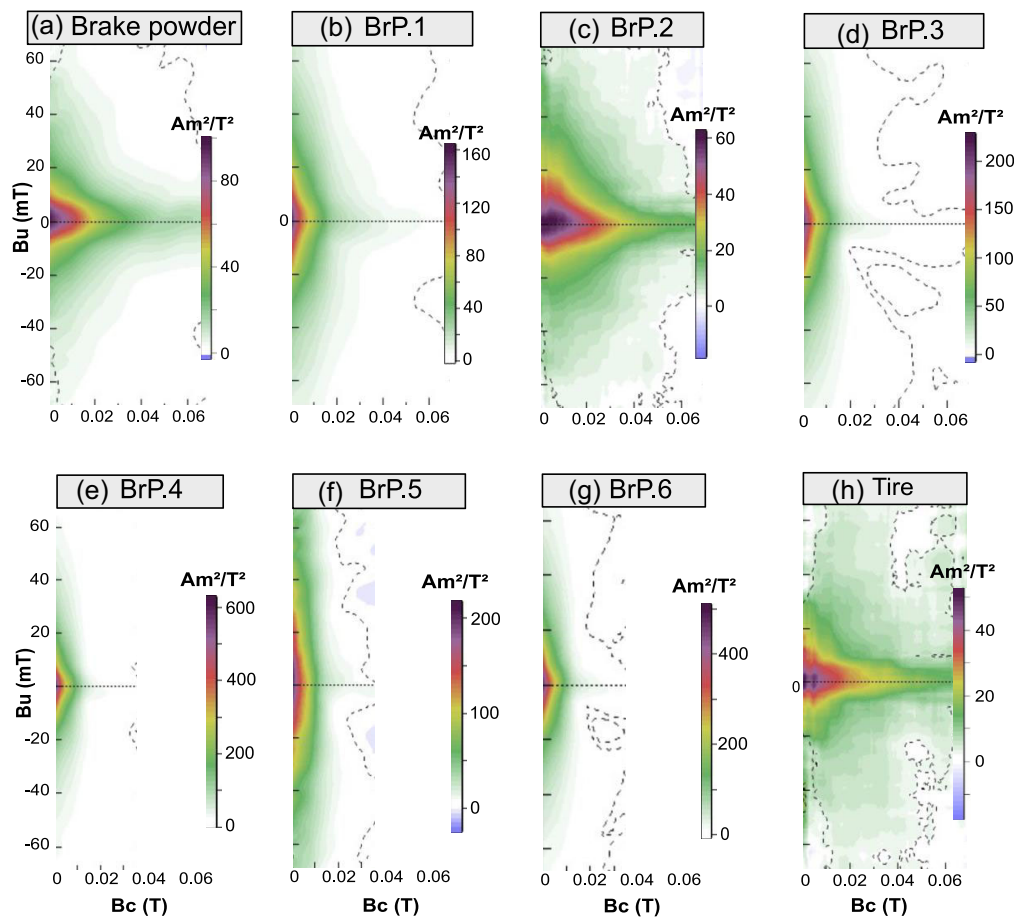 (a) Brake powder
(b) BrP.1
(c) BrP.2
(d) BrP.3
60
40
20
0
-20
-40
-60
Bu (mT)
Am²/T²
80
40
0
0 0.02 0.04 0.06
0
Am²/T²
160
120
80
40
0
0 0.02 0.04 0.06
Am²/T²
60
40
20
0
0 0.02 0.04 0.06
Am²/T²
200
150
100
50
0
0 0.02 0.04 0.06
(e) BrP.4
(f) BrP.5
(g) BrP.6
(h) Tire
60
40
20
0
-20
-40
-60
Bu (mT)
Am²/T²
600
400
200
0
0 0.02 0.04 0.06
Bc (T)
Am²/T²
200
100
0
0 0.02 0.04 0.06
Bc (T)
Am²/T²
400
200
0
0 0.02 0.04 0.06
Bc (T)
0
Am²/T²
40
20
0
0 0.02 0.04 0.06
Bc (T)